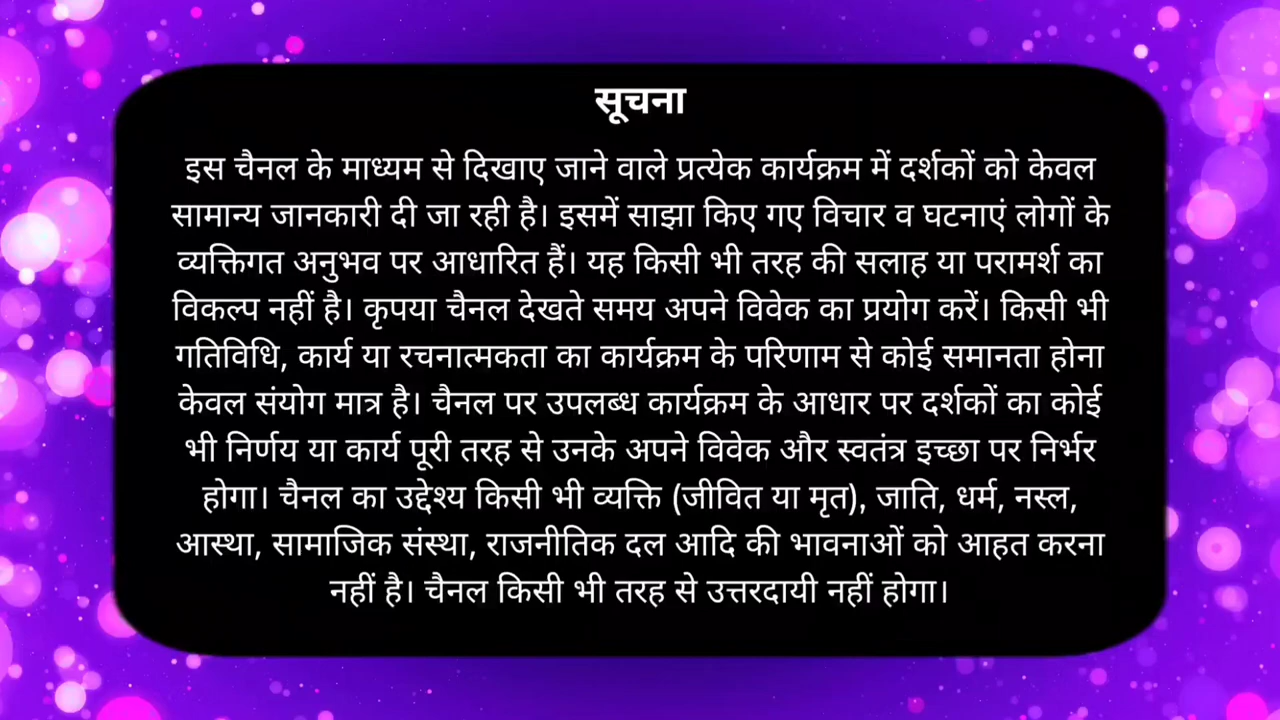 सूचना
इस चैनल के माध्यम से दिखाए जाने वाले प्रत्येक कार्यक्रम में दर्शकों को केवल
सामान्य जानकारी दी जा रही है। इसमें साझा किए गए विचार व घटनाएं लोगों के
व्यक्तिगत अनुभव पर आधारित हैं। यह किसी भी तरह की सलाह या परामर्श का
विकल्प नहीं है। कृपया चैनल देखते समय अपने विवेक का प्रयोग करें। किसी भी
गतिविधि, कार्य या रचनात्मकता का कार्यक्रम के परिणाम से कोई समानता होना
केवल संयोग मात्र है। चैनल पर उपलब्ध कार्यक्रम के आधार पर दर्शकों का कोई
भी निर्णय या कार्य पूरी तरह से उनके अपने विवेक और स्वतंत्र इच्छा पर निर्भर
होगा। चैनल का उद्देश्य किसी भी व्यक्ति (जीवित या मृत), जाति, धर्म, नस्ल,
आस्था, सामाजिक संस्था, राजनीतिक दल आदि की भावनाओं को आहत करना
नहीं है। चैनल किसी भी तरह से उत्तरदायी नहीं होगा।